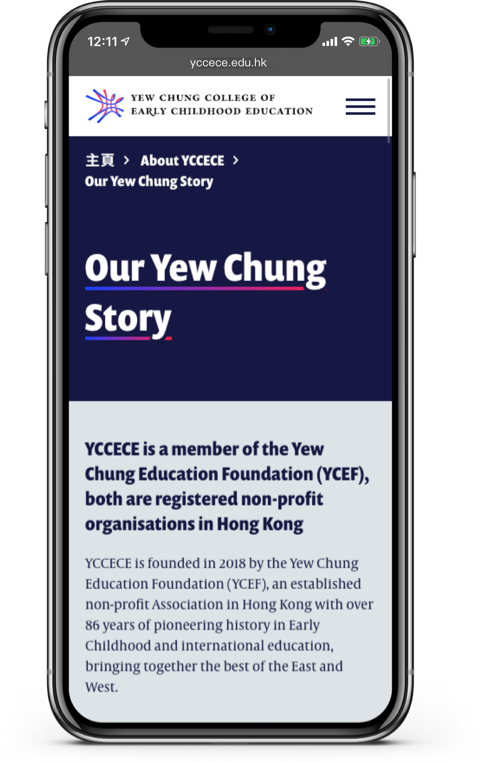 12:11
yccece.edu.hk
YEW CHUNG COLLEGE OF
EARLY CHILDHOOD EDUCATION
主頁 > About YCCECE >
Our Yew Chung Story
Our Yew Chung
Story
YCCECE is a member of the Yew
Chung Education Foundation (YCEF),
both are registered non-profit
organisations in Hong Kong
YCCECE is founded in 2018 by the Yew Chung
Education Foundation (YCEF), an established
non-profit Association in Hong Kong with over
86 years of pioneering history in Early
Childhood and international education,
bringing together the best of the East and
West.